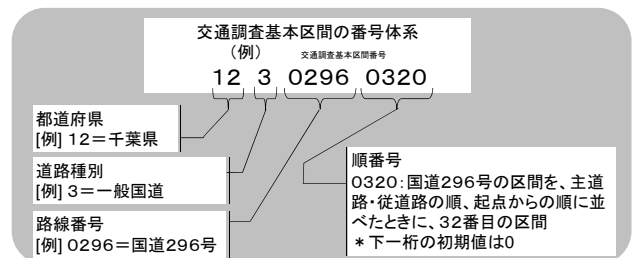 交通調査基本区間の番号体系
(例)
交通調査基本区間番号
12 3 0296 0320
都道府県
[例] 12=千葉県
道路種別
[例] 3=一般国道
路線番号
[例] 0296=国道296号
順番号
0320:国道296号の区間を、主道
路・従道路の順、起点からの順に並
べたときに、32番目の区間
*下一桁の初期値は0